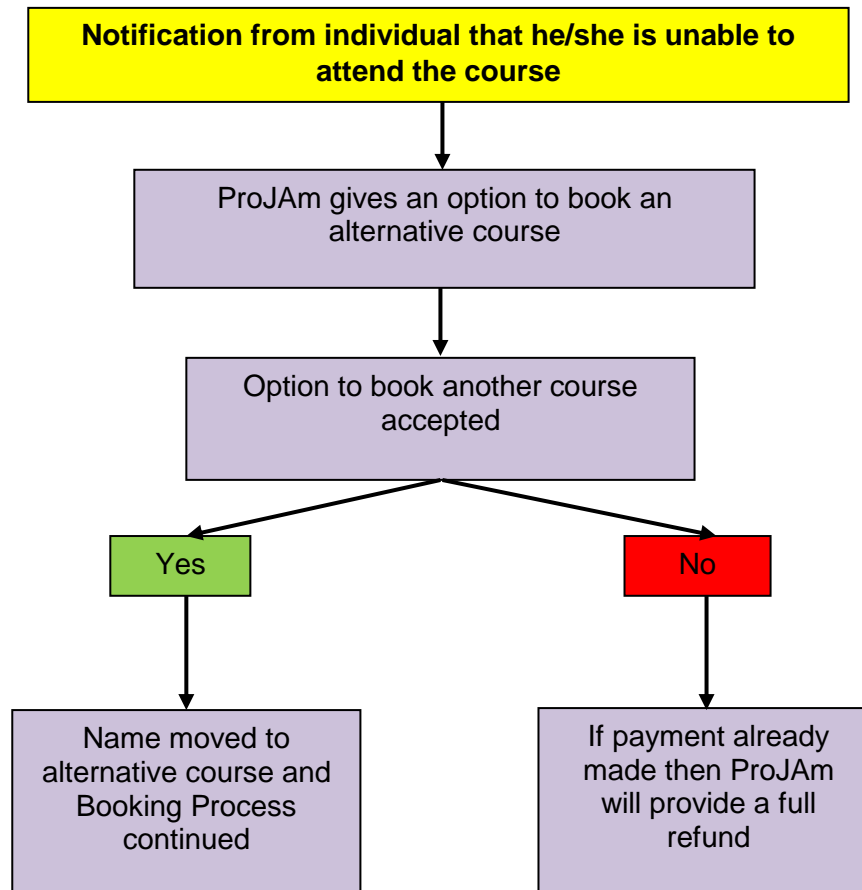 Notification from individual that he/she is unable to
attend the course
ProJAm gives an option to book an
alternative course
Option to book another course
accepted
Yes
No
Name moved to
alternative course and
Booking Process
continued
If payment already
made then ProJAm
will provide a full
refund